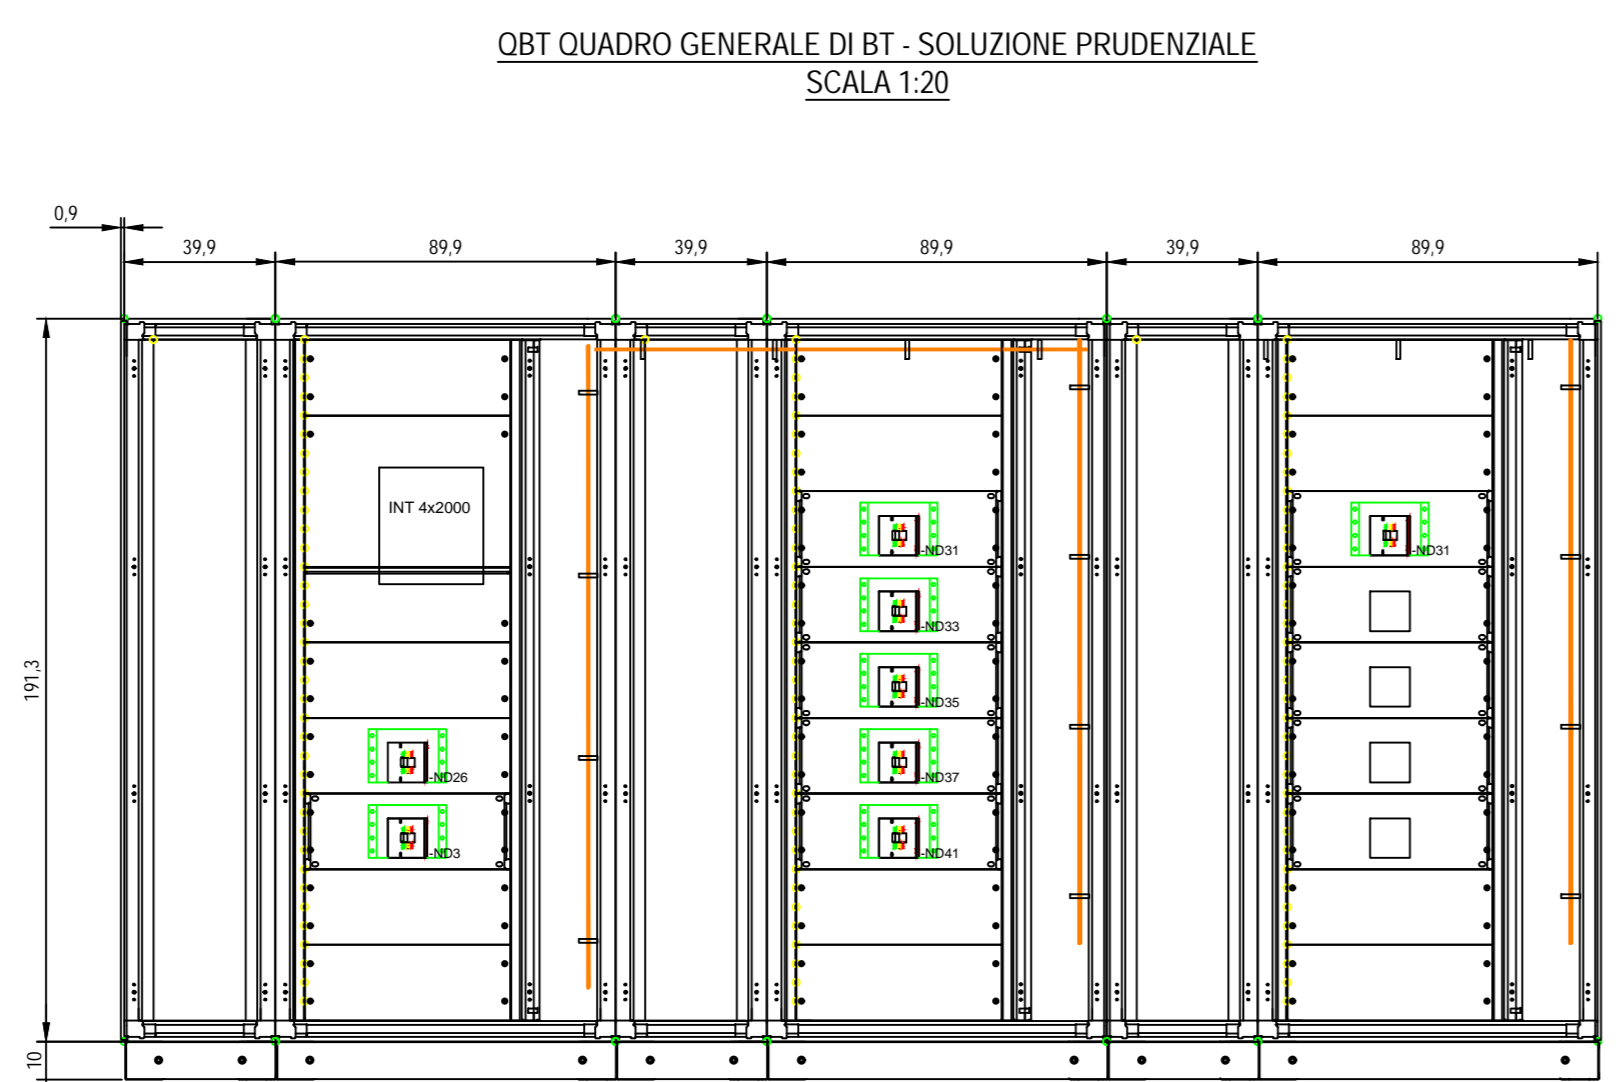 QBT QUADRO GENERALE DI BT - SOLUZIONE PRUDENZIALE
SCALA 1:20
0,9
39,9 89,9 39,9 89,9 39,9 89,9
INT 4x2000
-ND31 -ND31
-ND33
191,3
-ND35
-ND26 -ND37
-ND3 -ND41
10